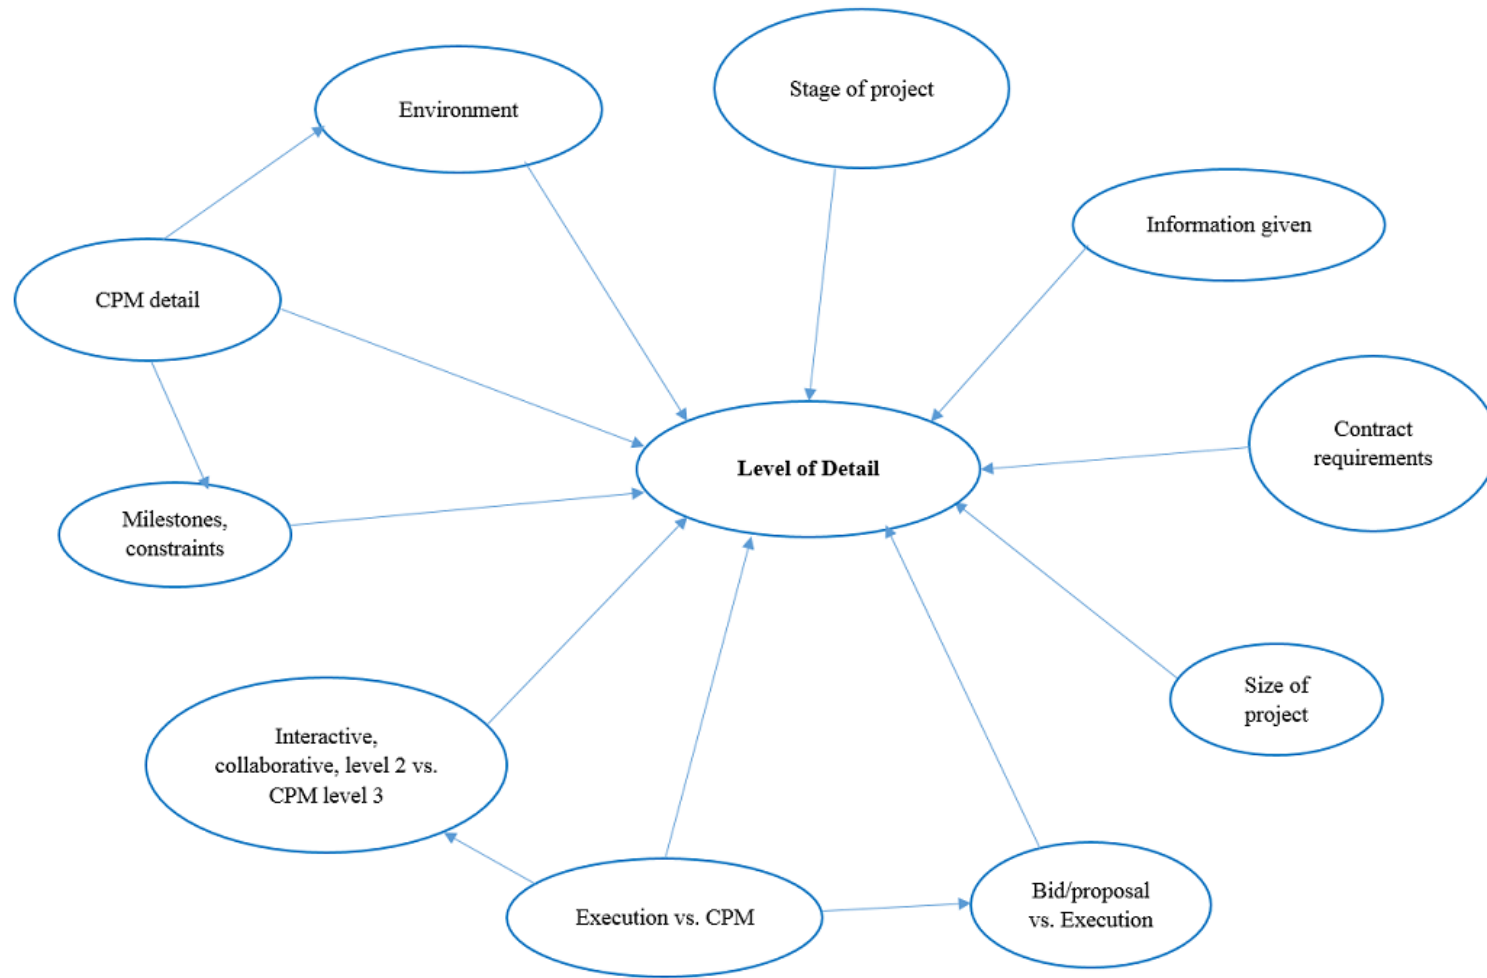 Stage of project
Environment
Information given
CPM detail
Contract
requirements
Level of Detail
Milestones,
constraints
Size of
project
Interactive,
collaborative, level 2 vs.
CPM level 3
Execution vs. CPM
Bid/proposal
vs. Execution